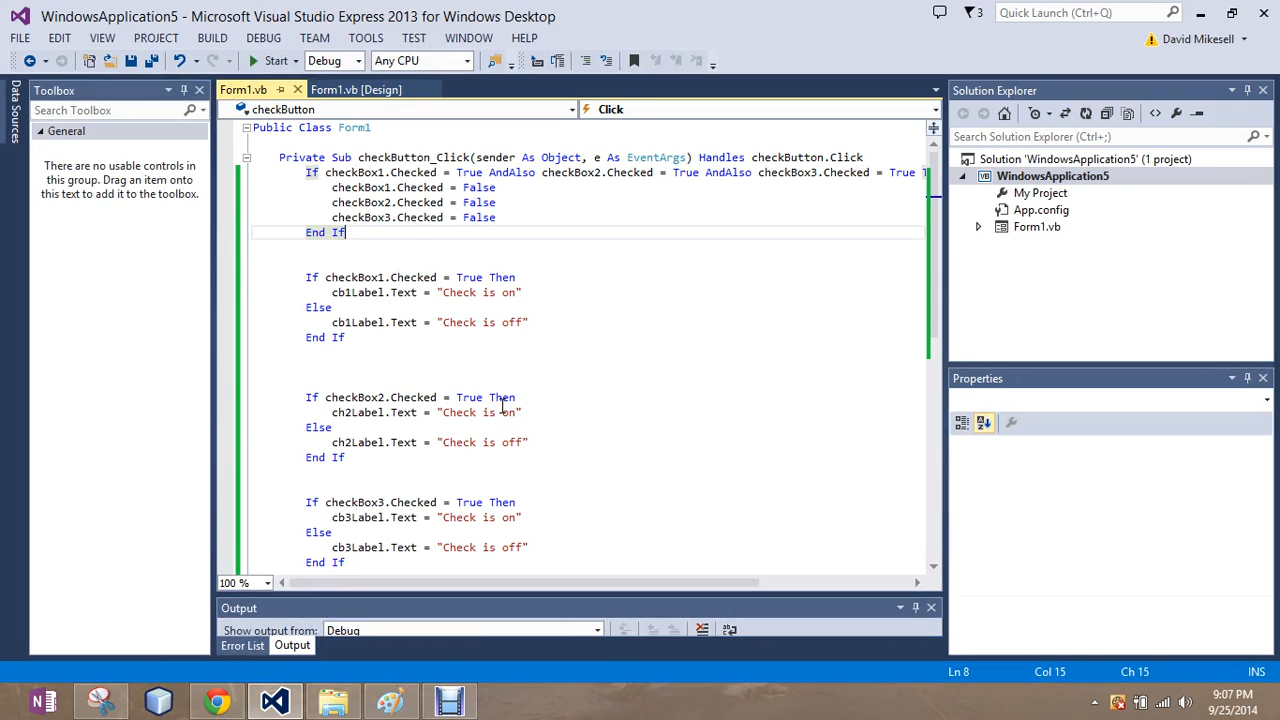 WindowsApplication5 - Microsoft Visual Studio Express 2013 for Windows Desktop
3
Quick Launch (Ctrl+Q)
FILE EDIT VIEW PROJECT BUILD DEBUG TEAM TOOLS TEST WINDOW HELP
David Mikesell
Start Debug Any CPU
Data Sources
Toolbox
Search Toolbox
General
There are no usable controls in
this group. Drag an item onto
this text to add it to the toolbox.
Form1.vb Form1.vb [Design]
checkButton Click
Public Class Form1
Private Sub checkButton_Click(sender As Object, e As EventArgs) Handles checkButton.Click
If checkBox1.Checked = True AndAlso checkBox2.Checked = True AndAlso checkBox3.Checked = True T
checkBox1.Checked = False
checkBox2.Checked = False
checkBox3.Checked = False
End If
If checkBox1.Checked = True Then
cb1Label.Text = "Check is on"
Else
cb1Label.Text = "Check is off"
End If
If checkBox2.Checked = True Then
ch2Label.Text = "Check is on"
Else
ch2Label.Text = "Check is off"
End If
If checkBox3.Checked = True Then
cb3Label.Text = "Check is on"
Else
cb3Label.Text = "Check is off"
End If
100 %
Output
Show output from: Debug
Error List Output
Solution Explorer
Search Solution Explorer (Ctrl+;)
Solution 'WindowsApplication5' (1 project)
VB WindowsApplication5
My Project
App.config
Form1.vb
Properties
Ln 8 Col 15 Ch 15 INS
9:07 PM
9/25/2014